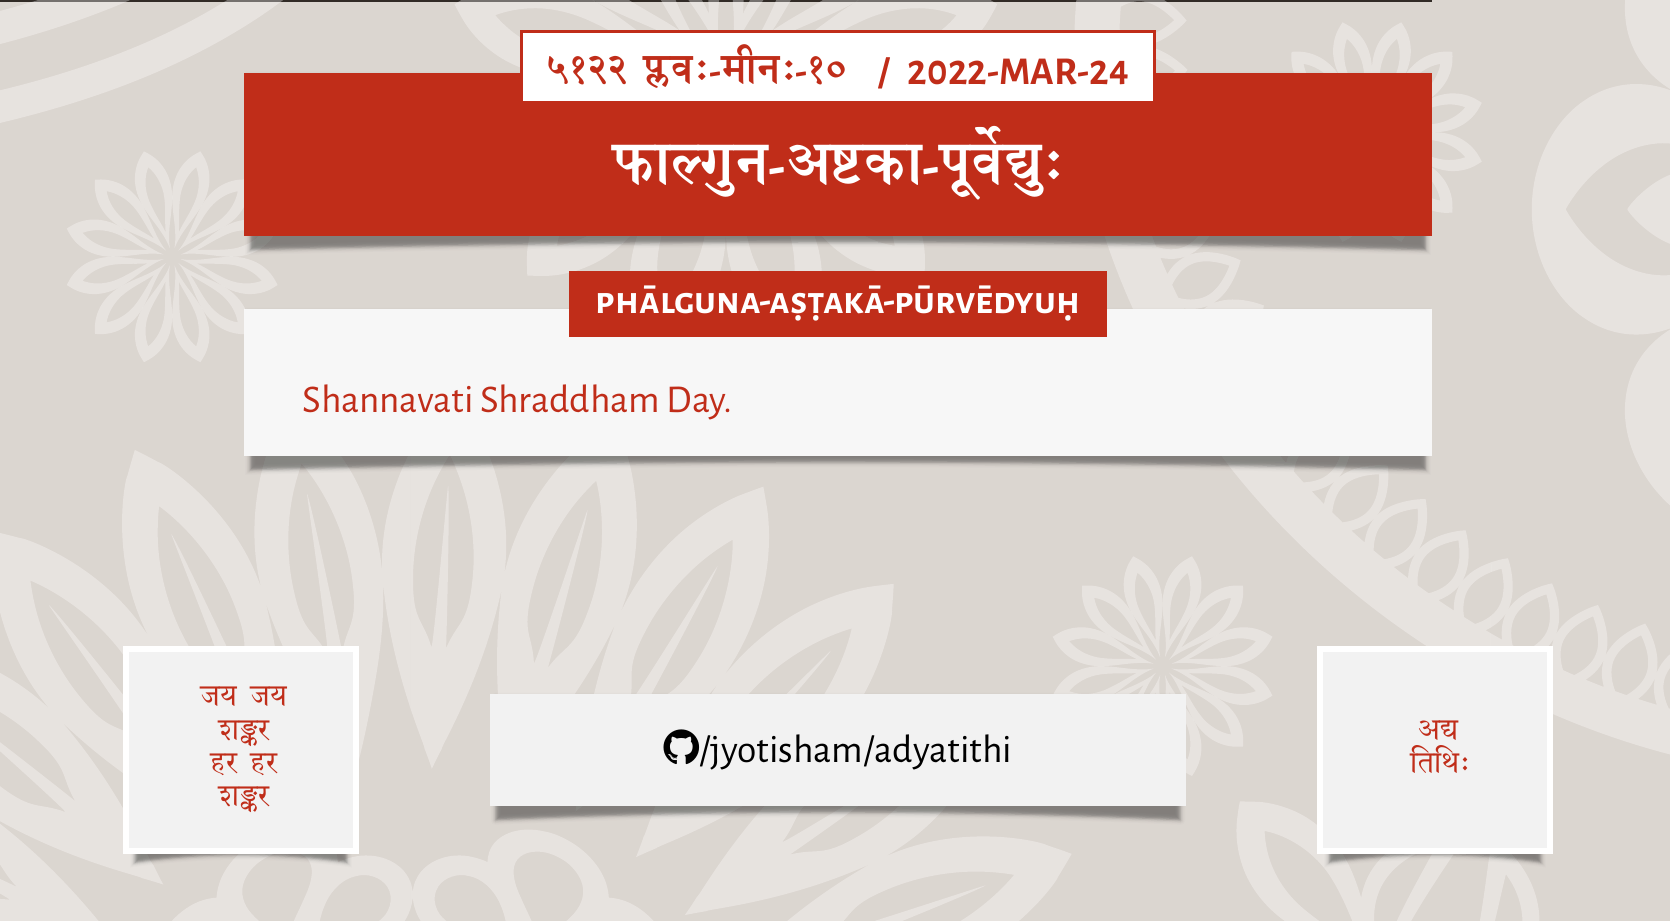 ५१२२ प्लवः-मीनः-१० / 2022-MAR-24
फाल्गुन-अष्टका-पूर्वेद्युः
PHĀLGUNA-AṢṬAKĀ-PŪRVĒDYUḤ
Shannavati Shraddham Day.
जय जय
शङ्कर
हर हर
शङ्कर
/jyotisham/adyatithi
अद्य
तिथिः